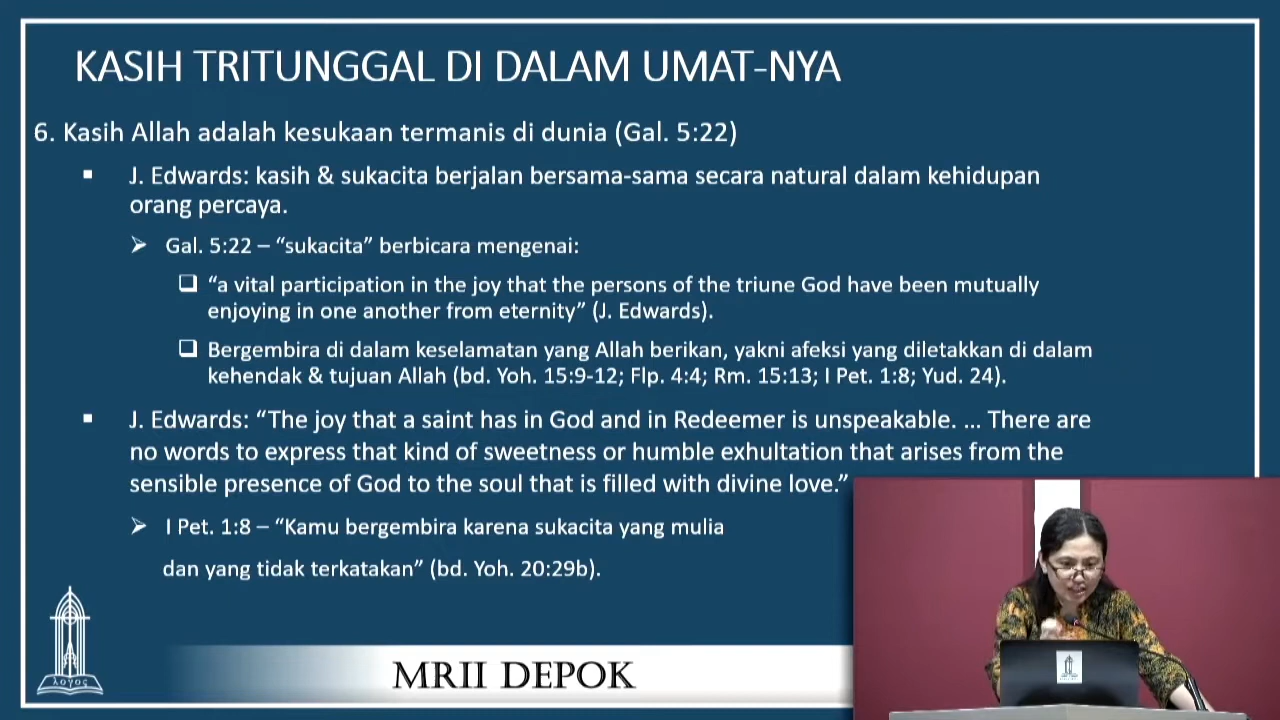 KASIH TRITUNGGAL DI DALAM UMAT-NYA
6. Kasih Allah adalah kesukaan termanis di dunia (Gal. 5:22)
▪ J. Edwards: kasih & sukacita berjalan bersama-sama secara natural dalam kehidupan
orang percaya.
➢ Gal. 5:22 – “sukacita” berbicara mengenai:
❑ “a vital participation in the joy that the persons of the triune God have been mutually
enjoying in one another from eternity” (J. Edwards).
❑ Bergembira di dalam keselamatan yang Allah berikan, yakni afeksi yang diletakkan di dalam
kehendak & tujuan Allah (bd. Yoh. 15:9-12; Flp. 4:4; Rm. 15:13; I Pet. 1:8; Yud. 24).
▪ J. Edwards: “The joy that a saint has in God and in Redeemer is unspeakable. … There are
no words to express that kind of sweetness or humble exhultation that arises from the
sensible presence of God to the soul that is filled with divine love.”
➢ I Pet. 1:8 – “Kamu bergembira karena sukacita yang mulia
dan yang tidak terkatakan” (bd. Yoh. 20:29b).
λογος
MRII DEPOK